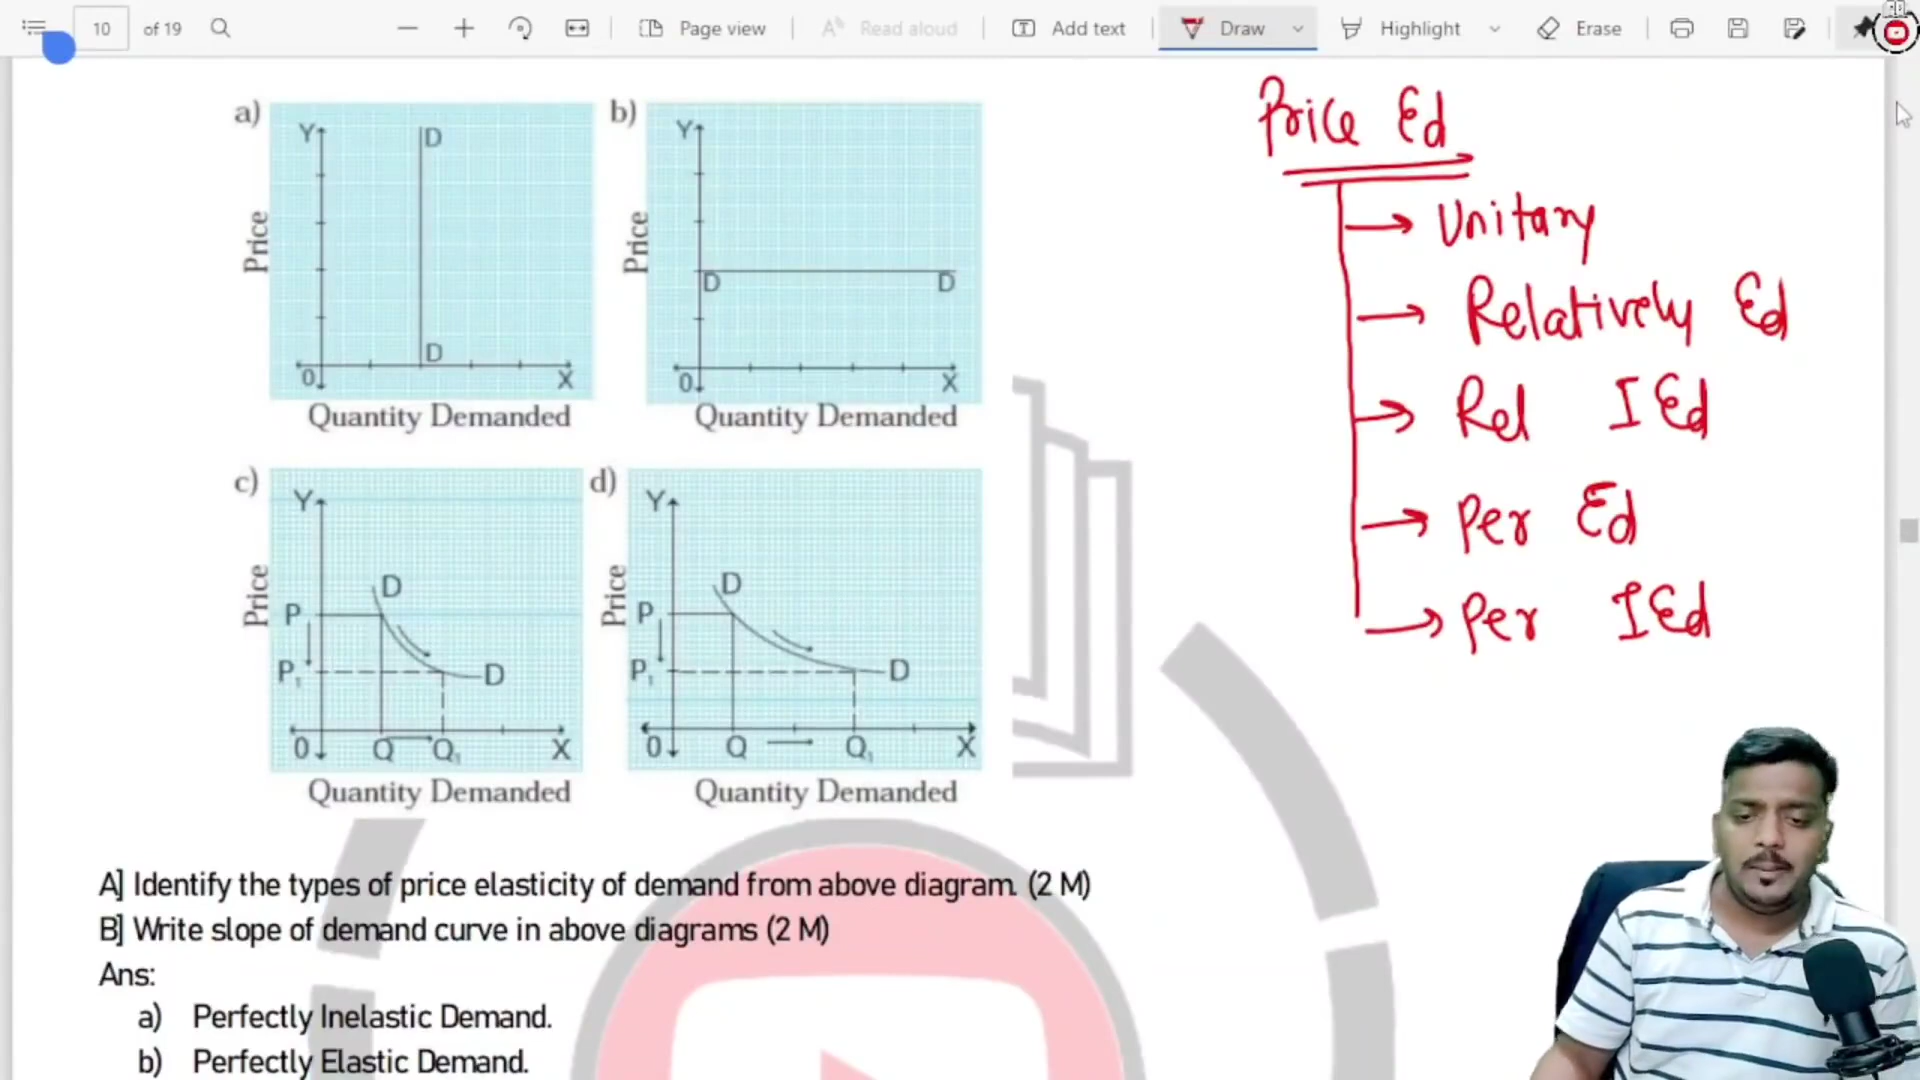 10 of 19 Page view Read aloud Add text Draw Highlight Erase
a) b)
Y D
Price
D
0 X
Quantity Demanded
Y
Price
D D
0 X
Quantity Demanded
c) d)
Y
Price
D
P
P₁ D
0 Q Q₁ X
Quantity Demanded
Y
Price
D
P
P₁ D
0 Q Q₁ X
Quantity Demanded
Price Ed
Unitary
Relatively Ed
Rel I Ed
Per Ed
Per I Ed
A] Identify the types of price elasticity of demand from above diagram. (2 M)
B] Write slope of demand curve in above diagrams (2 M)
Ans:
a) Perfectly Inelastic Demand.
b) Perfectly Elastic Demand.